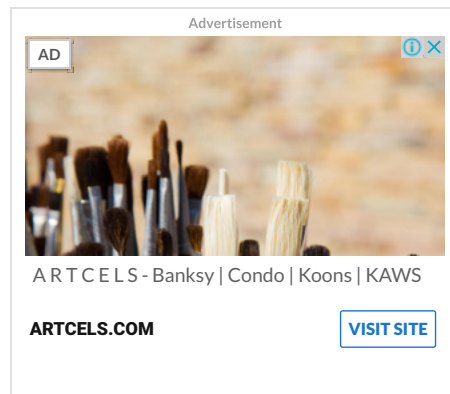 Advertisement
AD
A R T C E L S - Banksy | Condo | Koons | KAWS
ARTCELS.COM
VISIT SITE